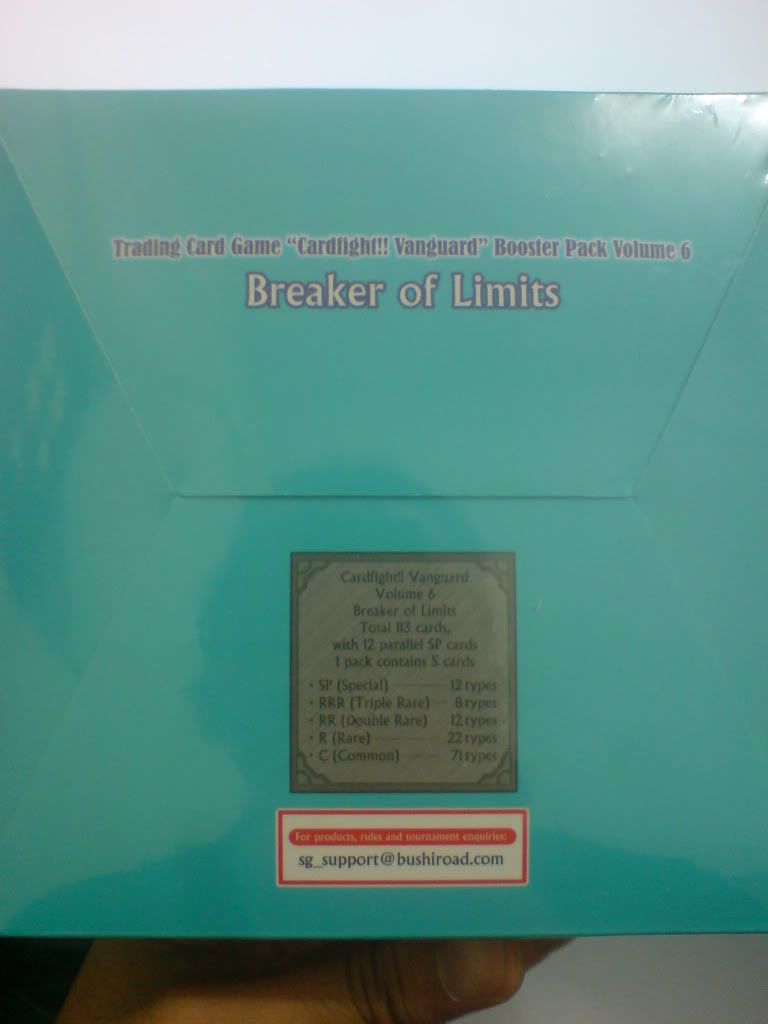 Trading Card Game “Cardfight!! Vanguard” Booster Pack Volume 6
Breaker of Limits
Cardfight!! Vanguard
Volume 6
Breaker of Limits
Total 113 cards,
with 12 parallel SP cards
1 pack contains 5 cards
· SP (Special) 12 types
· RRR (Triple Rare) 8 types
· RR (Double Rare) 12 types
· R (Rare) 22 types
· C (Common) 71 types
For products, rules and tournament enquiries:
sg_support@bushiroad.com